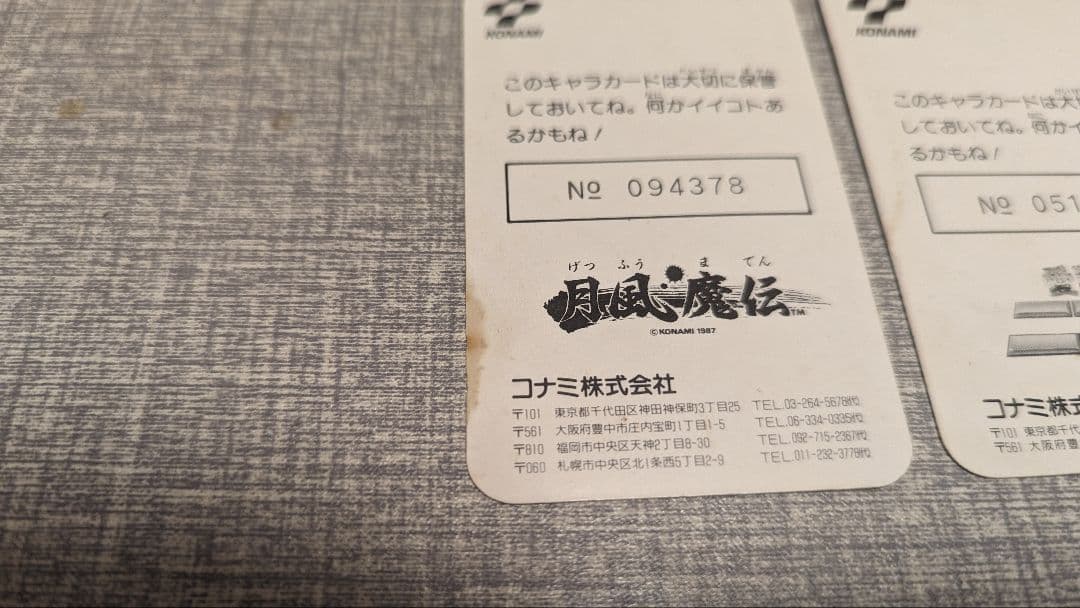 KONAMI
このキャラカードは大切に保管
しておいてね。何かイイコトあ
るかもね！
№ 094378
げつ ふう ま でん
月風魔伝™
©KONAMI 1987
コナミ株式会社
〒101 東京都千代田区神田神保町3丁目25 TEL.03-264-5678㈹
〒561 大阪府豊中市庄内宝町1丁目1-5 TEL.06-334-0335㈹
〒810 福岡市中央区天神2丁目8-30 TEL.092-715-2367㈹
〒060 札幌市中央区北1条西5丁目2-9 TEL.011-232-3778㈹
KONAMI
このキャラカードは大
しておいてね。何か
るかもね！
№ 051
コナミ株式
〒101 東京都千代
〒561 大阪府豊